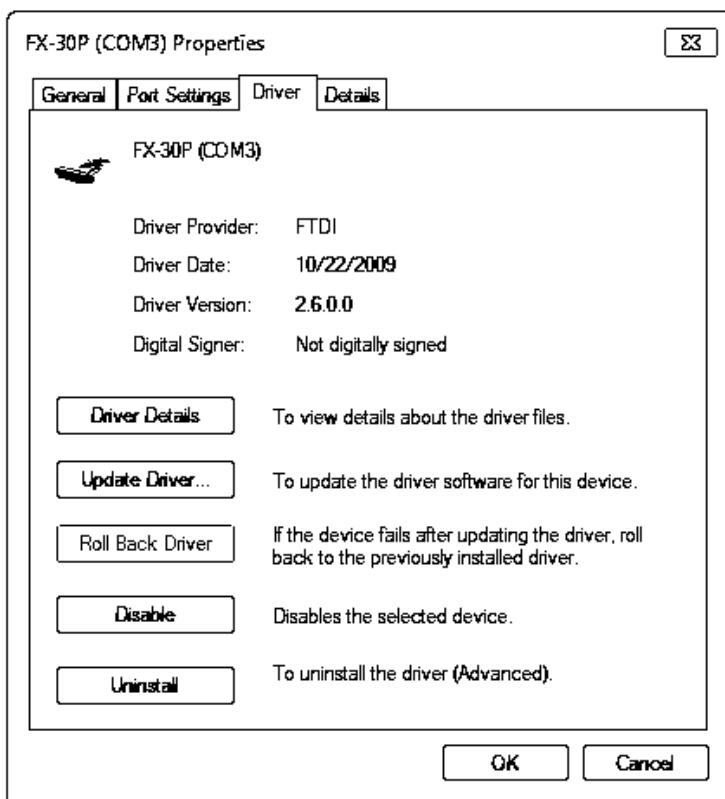 FX-30P (COM3) Properties
General Port Settings Driver Details
FX-30P (COM3)
Driver Provider: FTDI
Driver Date: 10/22/2009
Driver Version: 2.6.0.0
Digital Signer: Not digitally signed
Driver Details To view details about the driver files.
Update Driver... To update the driver software for this device.
Roll Back Driver If the device fails after updating the driver, roll
back to the previously installed driver.
Disable Disables the selected device.
Uninstall To uninstall the driver (Advanced).
OK Cancel